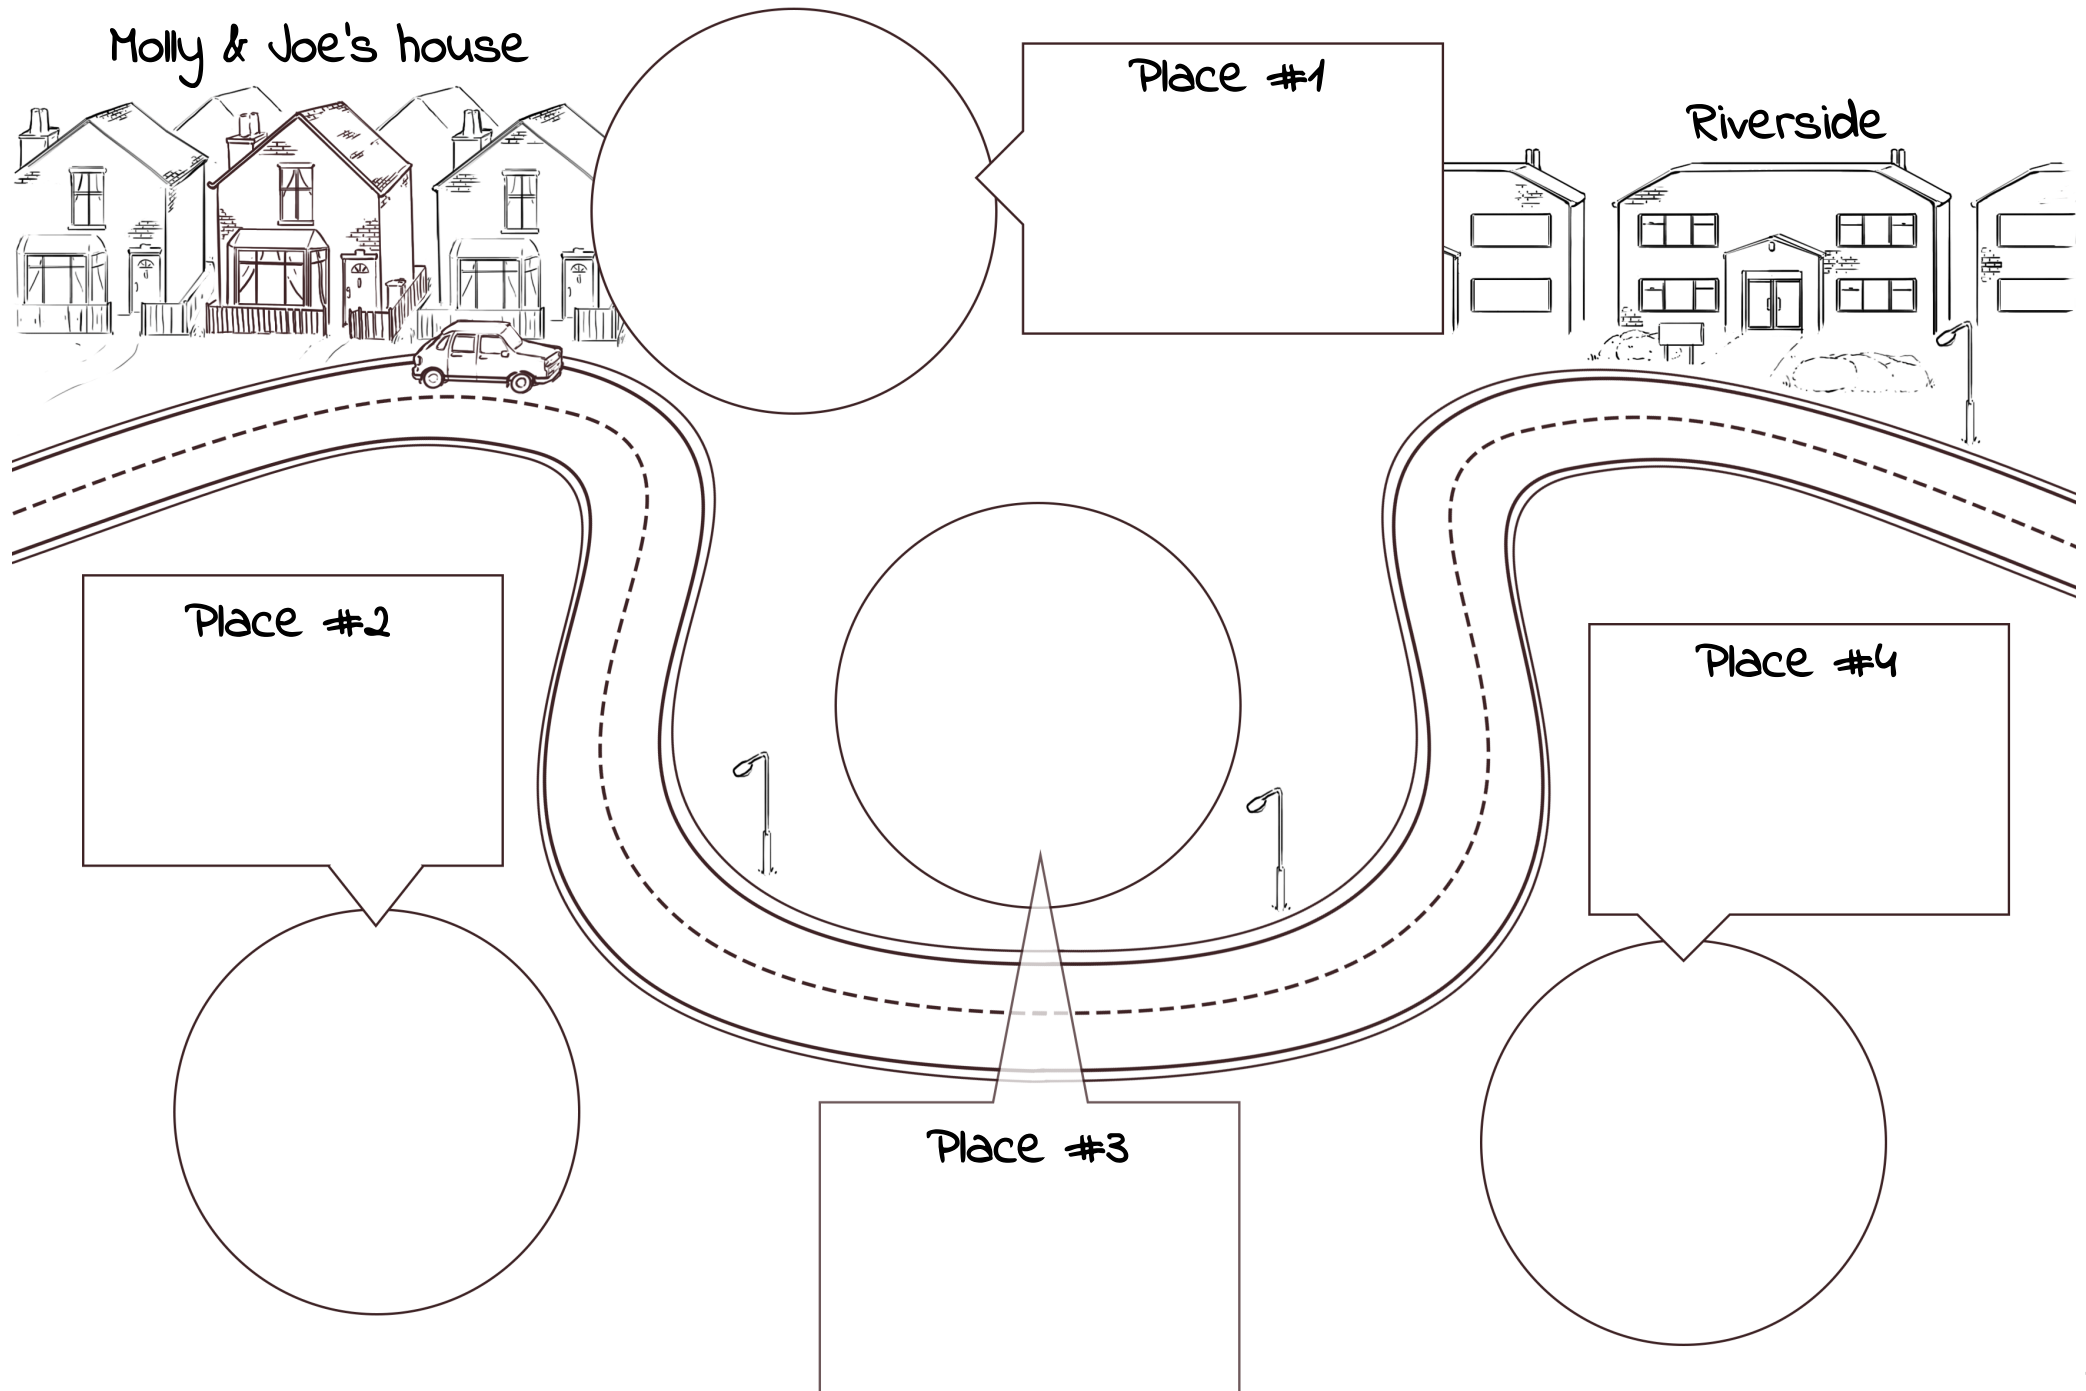 Molly & Joe's house
Place #1
Riverside
Place #2
Place #4
Place #3